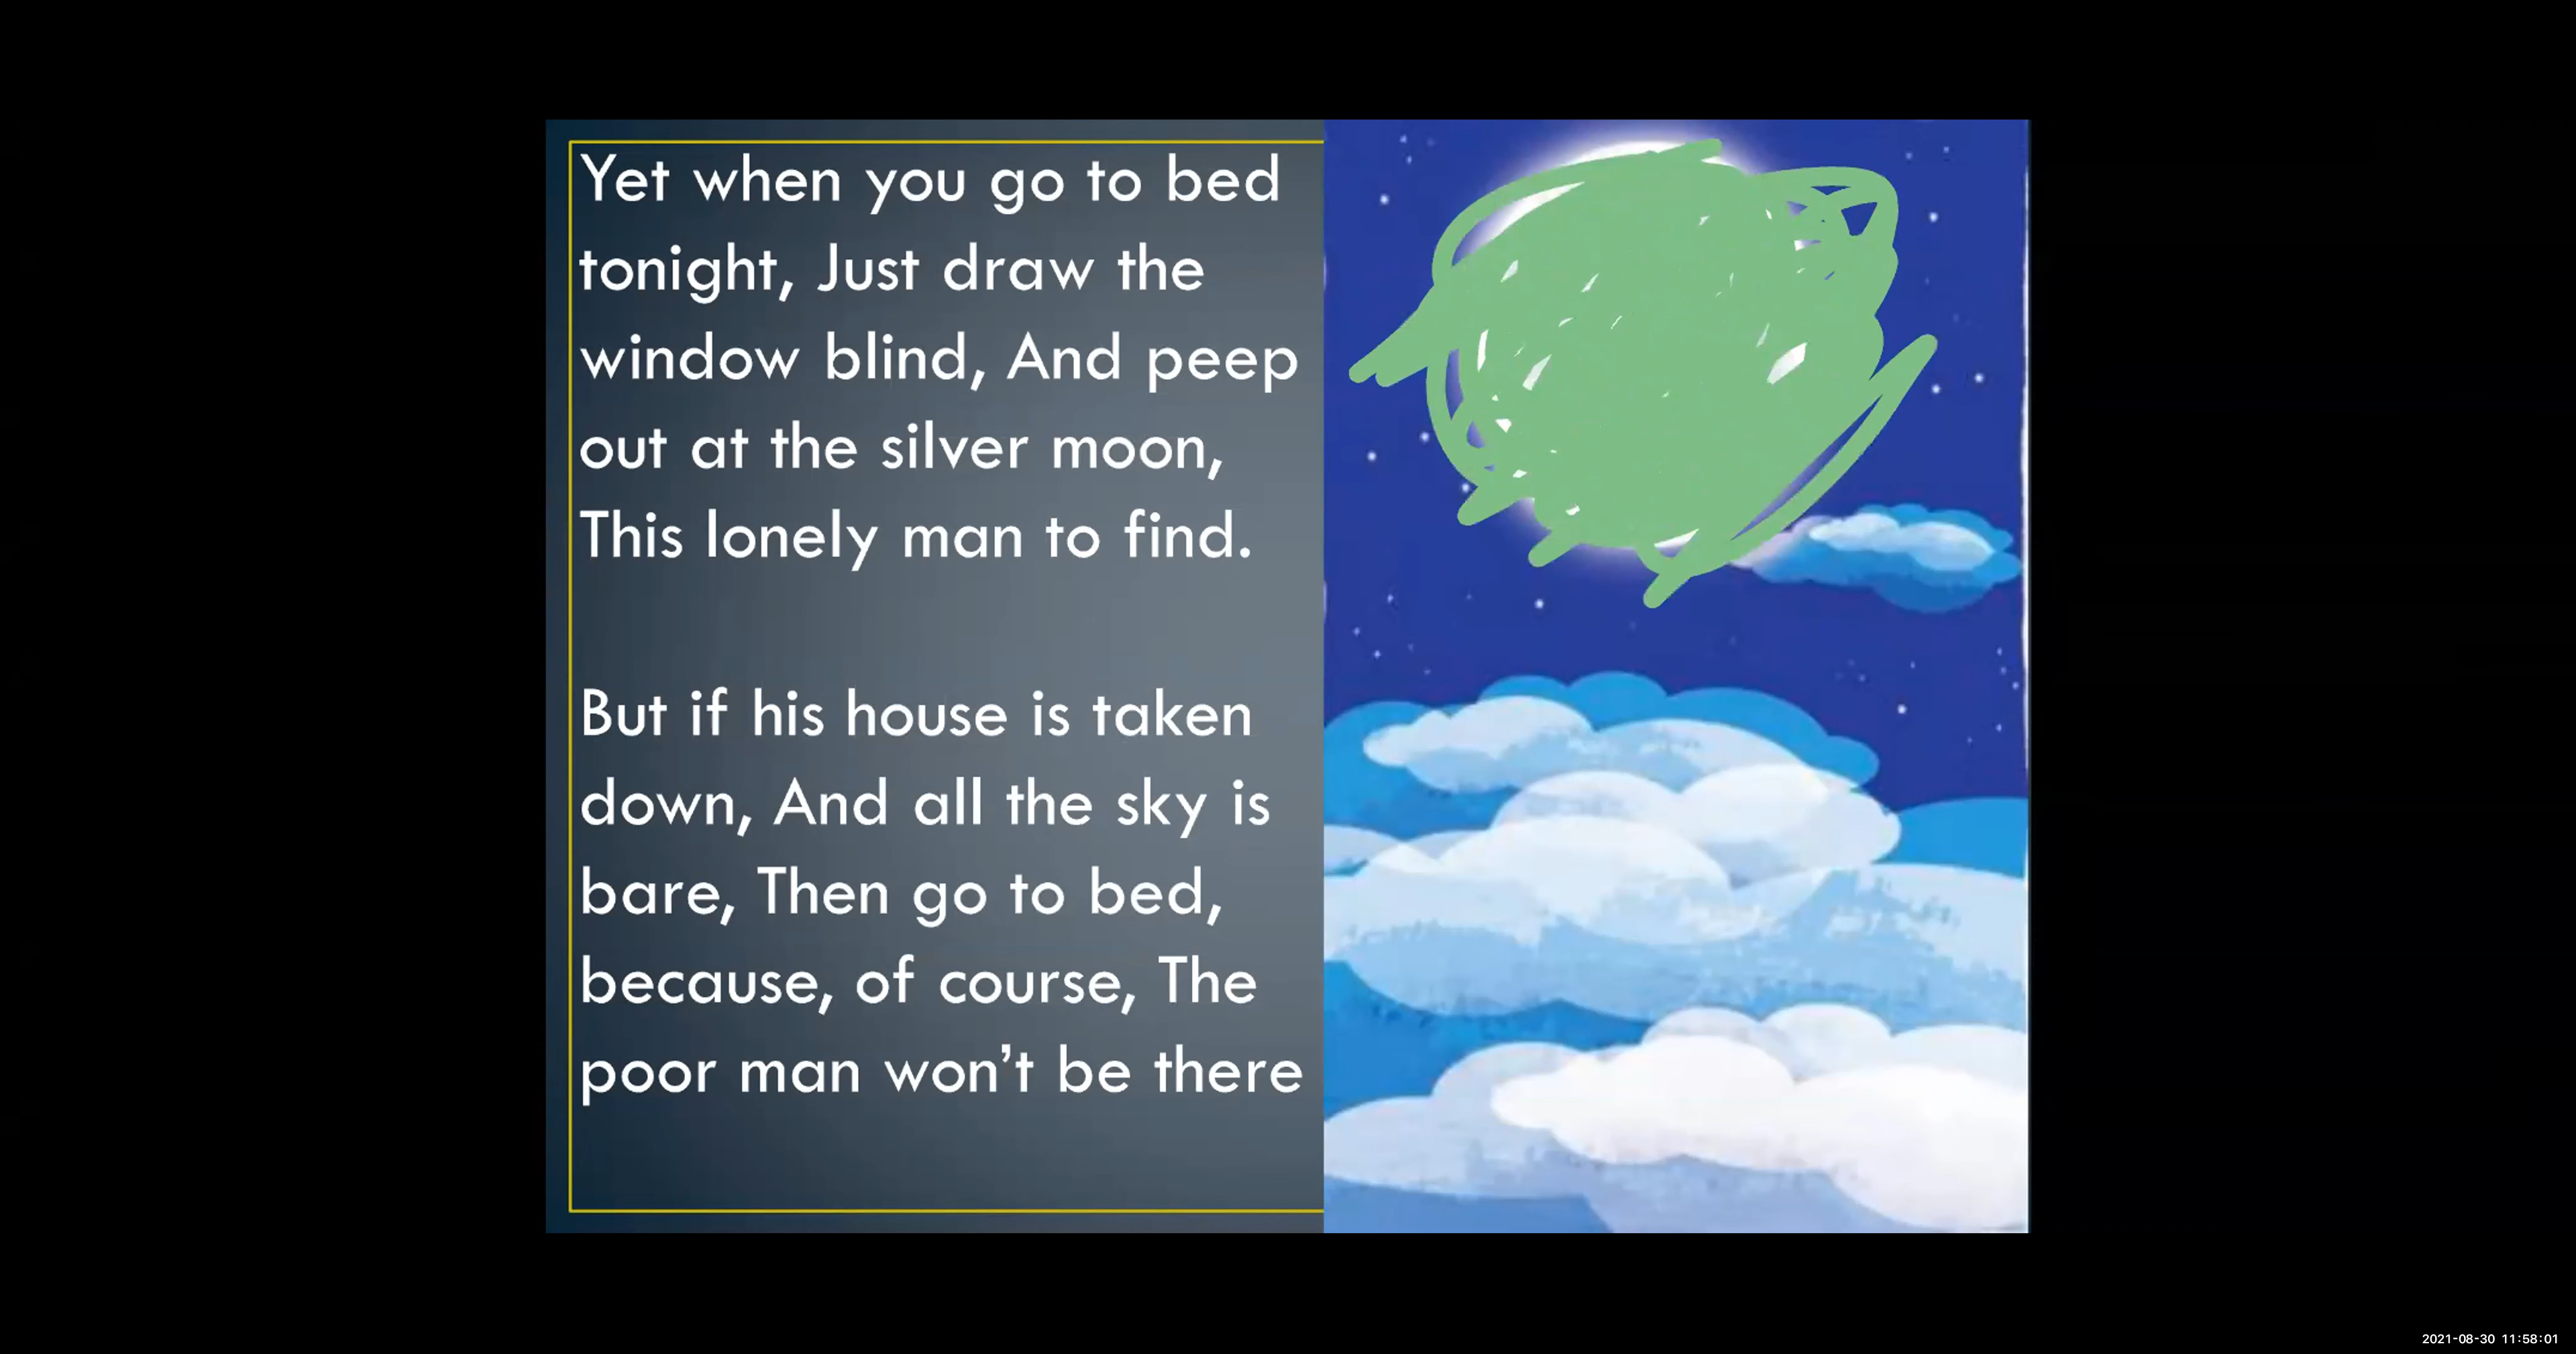 Yet when you go to bed
tonight, Just draw the
window blind, And peep
out at the silver moon,
This lonely man to find.
But if his house is taken
down, And all the sky is
bare, Then go to bed,
because, of course, The
poor man won’t be there
2021-08-30 11:58:01